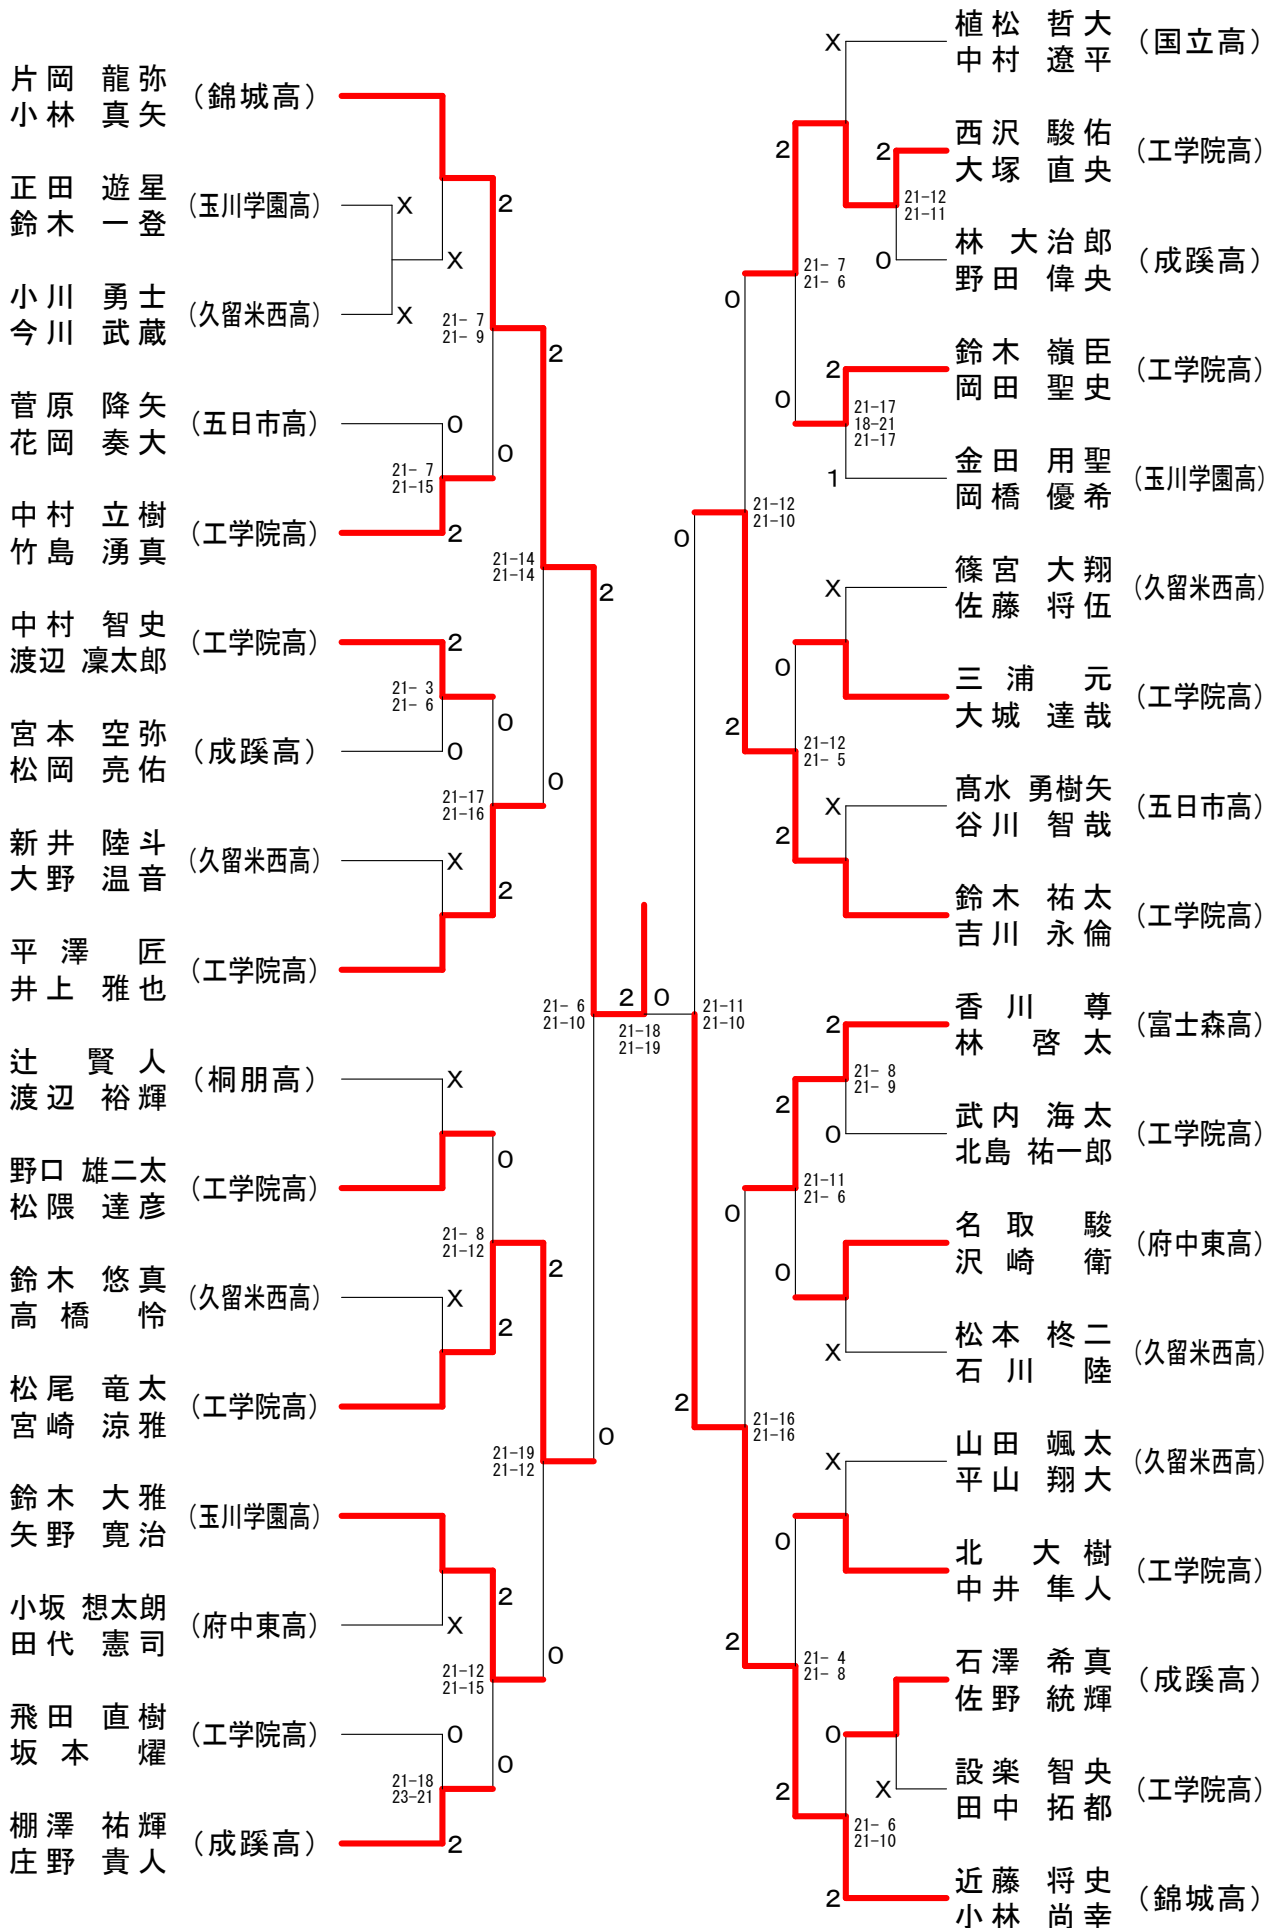 片岡 龍弥
小林 真矢
(錦城高)
正田 遊星
鈴木 一登
(玉川学園高)
X
X
小川 勇士
今川 武蔵
(久留米西高)
X
2
21- 7
21- 9
2
菅原 降矢
花岡 奏大
(五日市高)
0
0
21- 7
21-15
中村 立樹
竹島 湧真
(工学院高)
2
21-14
21-14
2
中村 智史
渡辺 凜太郎
(工学院高)
2
21- 3
21- 6
0
宮本 空弥
松岡 亮佑
(成蹊高)
0
0
21-17
21-16
新井 陸斗
大野 温音
(久留米西高)
X
2
平澤 匠
井上 雅也
(工学院高)
21- 6
21-10
2
0
21-18
21-19
21-11
21-10
辻 賢人
渡辺 裕輝
(桐朋高)
X
0
野口 雄二太
松隈 達彦
(工学院高)
21- 8
21-12
2
鈴木 悠真
高橋 怜
(久留米西高)
X
2
松尾 竜太
宮崎 涼雅
(工学院高)
0
21-19
21-12
鈴木 大雅
矢野 寛治
(玉川学園高)
2
小坂 想太朗
田代 憲司
(府中東高)
X
0
21-12
21-15
飛田 直樹
坂本 燿
(工学院高)
0
0
21-18
23-21
棚澤 祐輝
庄野 貴人
(成蹊高)
2
X
植松 哲大
中村 遼平
(国立高)
2
2
西沢 駿佑
大塚 直央
(工学院高)
21-12
21-11
0
林 大治郎
野田 偉央
(成蹊高)
21- 7
21- 6
0
2
鈴木 嶺臣
岡田 聖史
(工学院高)
0
21-17
18-21
21-17
1
金田 用聖
岡橋 優希
(玉川学園高)
21-12
21-10
0
X
篠宮 大翔
佐藤 将伍
(久留米西高)
0
三浦 元
大城 達哉
(工学院高)
2
21-12
21- 5
X
髙水 勇樹矢
谷川 智哉
(五日市高)
2
鈴木 祐太
吉川 永倫
(工学院高)
2
香川 尊
林 啓太
(富士森高)
21- 8
21- 9
2
0
武内 海太
北島 祐一郎
(工学院高)
21-11
21- 6
0
名取 駿
沢崎 衛
(府中東高)
0
X
松本 柊二
石川 陸
(久留米西高)
2
21-16
21-16
X
山田 颯太
平山 翔大
(久留米西高)
0
北 大樹
中井 隼人
(工学院高)
2
21- 4
21- 8
石澤 希真
佐野 統輝
(成蹊高)
0
X
設楽 智央
田中 拓都
(工学院高)
2
21- 6
21-10
2
近藤 将史
小林 尚幸
(錦城高)